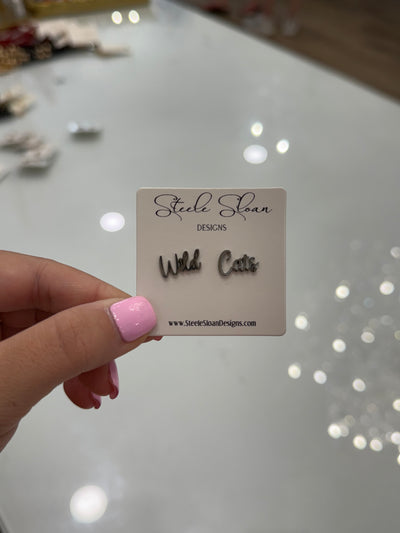 Steele Sloan
DESIGNS
Wild Cats
www.SteeleSloanDesigns.com